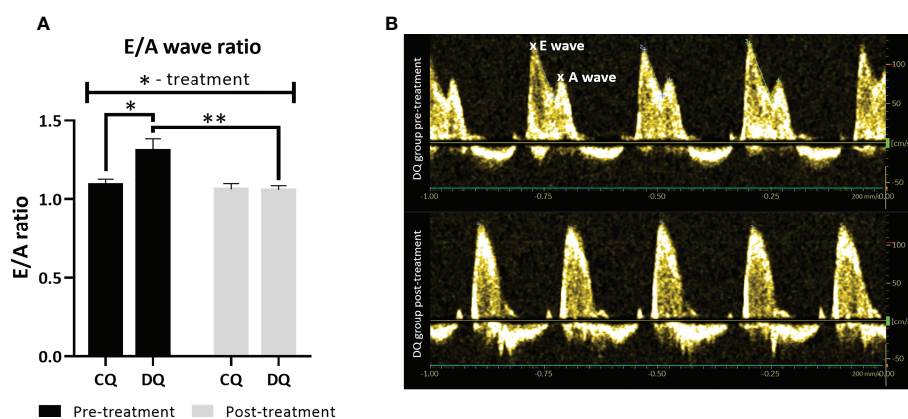 A
E/A wave ratio
* - treatment
*
**
E/A ratio
1.5
1.0
0.5
0.0
CQ
DQ
CQ
DQ
Pre-treatment
Post-treatment
B
DQ group pre-treatment
x E wave
x A wave
100
50
[cm/s
-50
-1.00
-0.75
-0.50
-0.25
200 mm/s
0.00
DQ group post-treatment
100
50
[cm/s
-50
-1.00
-0.75
-0.50
-0.25
200 mm/s
0.00